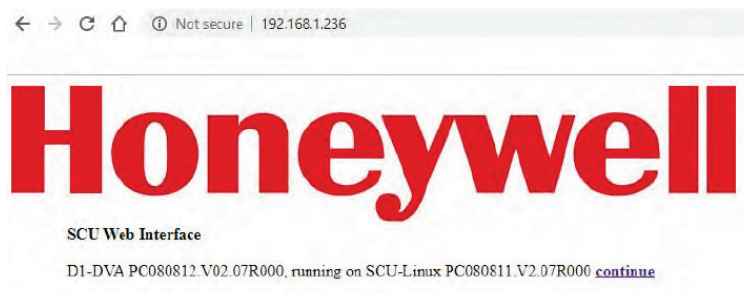 Not secure | 192.168.1.236
Honeywell
SCU Web Interface
D1-DVA PC080812.V02.07R000, running on SCU-Linux PC080811.V2.07R000 continue